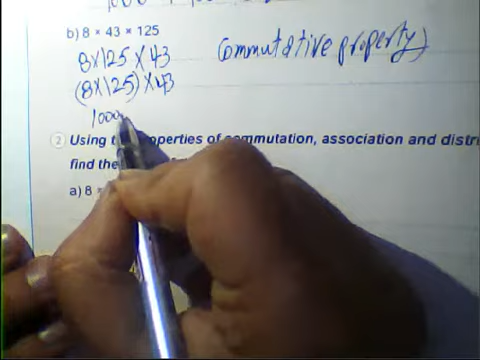 b) 8 × 43 × 125
8×125 × 43 Commutative property)
(8×125) × 43
1000
2 Using properties of commutation, association and distri
find the
a) 8